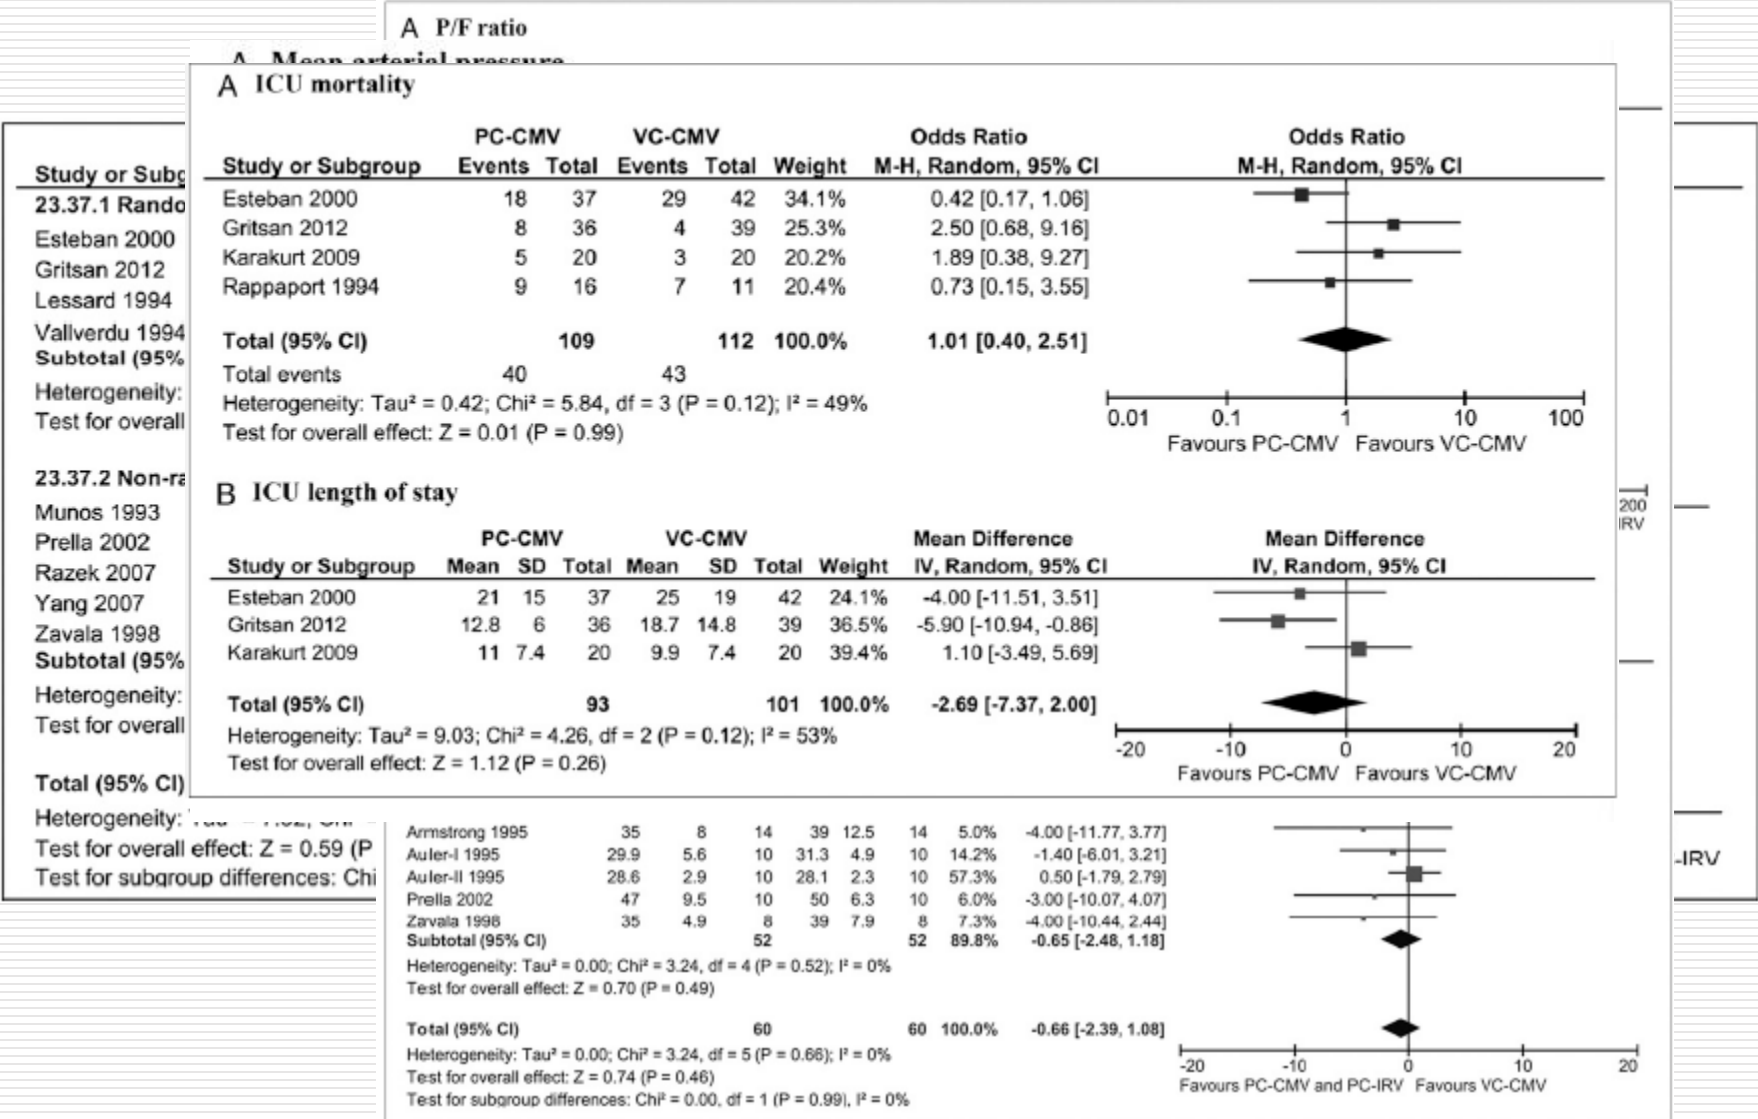 A P/F ratio
A Mean arterial pressure
A ICU mortality
PC-CMV VC-CMV Odds Ratio Odds Ratio
Study or Subgroup Events Total Events Total Weight M-H, Random, 95% CI M-H, Random, 95% CI
Esteban 2000 18 37 29 42 34.1% 0.42 [0.17, 1.06]
Gritsan 2012 8 36 4 39 25.3% 2.50 [0.68, 9.16]
Karakurt 2009 5 20 3 20 20.2% 1.89 [0.38, 9.27]
Rappaport 1994 9 16 7 11 20.4% 0.73 [0.15, 3.55]
Total (95% CI) 109 112 100.0% 1.01 [0.40, 2.51]
Total events 40 43
Heterogeneity: Tau² = 0.42; Chi² = 5.84, df = 3 (P = 0.12); I² = 49%
Test for overall effect: Z = 0.01 (P = 0.99)
0.01 0.1 1 10 100
Favours PC-CMV Favours VC-CMV
B ICU length of stay
PC-CMV VC-CMV Mean Difference Mean Difference
Study or Subgroup Mean SD Total Mean SD Total Weight IV, Random, 95% CI IV, Random, 95% CI
Esteban 2000 21 15 37 25 19 42 24.1% -4.00 [-11.51, 3.51]
Gritsan 2012 12.8 6 36 18.7 14.8 39 36.5% -5.90 [-10.94, -0.86]
Karakurt 2009 11 7.4 20 9.9 7.4 20 39.4% 1.10 [-3.49, 5.69]
Total (95% CI) 93 101 100.0% -2.69 [-7.37, 2.00]
Heterogeneity: Tau² = 9.03; Chi² = 4.26, df = 2 (P = 0.12); I² = 53%
Test for overall effect: Z = 1.12 (P = 0.26)
-20 -10 0 10 20
Favours PC-CMV Favours VC-CMV
Study or Subg
23.37.1 Rando
Esteban 2000
Gritsan 2012
Lessard 1994
Vallverdu 1994
Subtotal (95%
Heterogeneity:
Test for overall
23.37.2 Non-ra
Munos 1993
Prella 2002
Razek 2007
Yang 2007
Zavala 1998
Subtotal (95%
Heterogeneity:
Test for overall
Total (95% CI)
Heterogeneity:
Test for overall effect: Z = 0.59 (P
Test for subgroup differences: Chi
200
IRV
-IRV
Armstrong 1995 35 8 14 39 12.5 14 5.0% -4.00 [-11.77, 3.77]
Auler-I 1995 29.9 5.6 10 31.3 4.9 10 14.2% -1.40 [-6.01, 3.21]
Auler-II 1995 28.6 2.9 10 28.1 2.3 10 57.3% 0.50 [-1.79, 2.79]
Prella 2002 47 9.5 10 50 6.3 10 6.0% -3.00 [-10.07, 4.07]
Zavala 1998 35 4.9 8 39 7.9 8 7.3% -4.00 [-10.44, 2.44]
Subtotal (95% CI) 52 52 89.8% -0.65 [-2.48, 1.18]
Heterogeneity: Tau² = 0.00; Chi² = 3.24, df = 4 (P = 0.52); I² = 0%
Test for overall effect: Z = 0.70 (P = 0.49)
Total (95% CI) 60 60 100.0% -0.66 [-2.39, 1.08]
Heterogeneity: Tau² = 0.00; Chi² = 3.24, df = 5 (P = 0.66); I² = 0%
Test for overall effect: Z = 0.74 (P = 0.46)
Test for subgroup differences: Chi² = 0.00, df = 1 (P = 0.99), I² = 0%
-20 -10 0 10 20
Favours PC-CMV and PC-IRV Favours VC-CMV